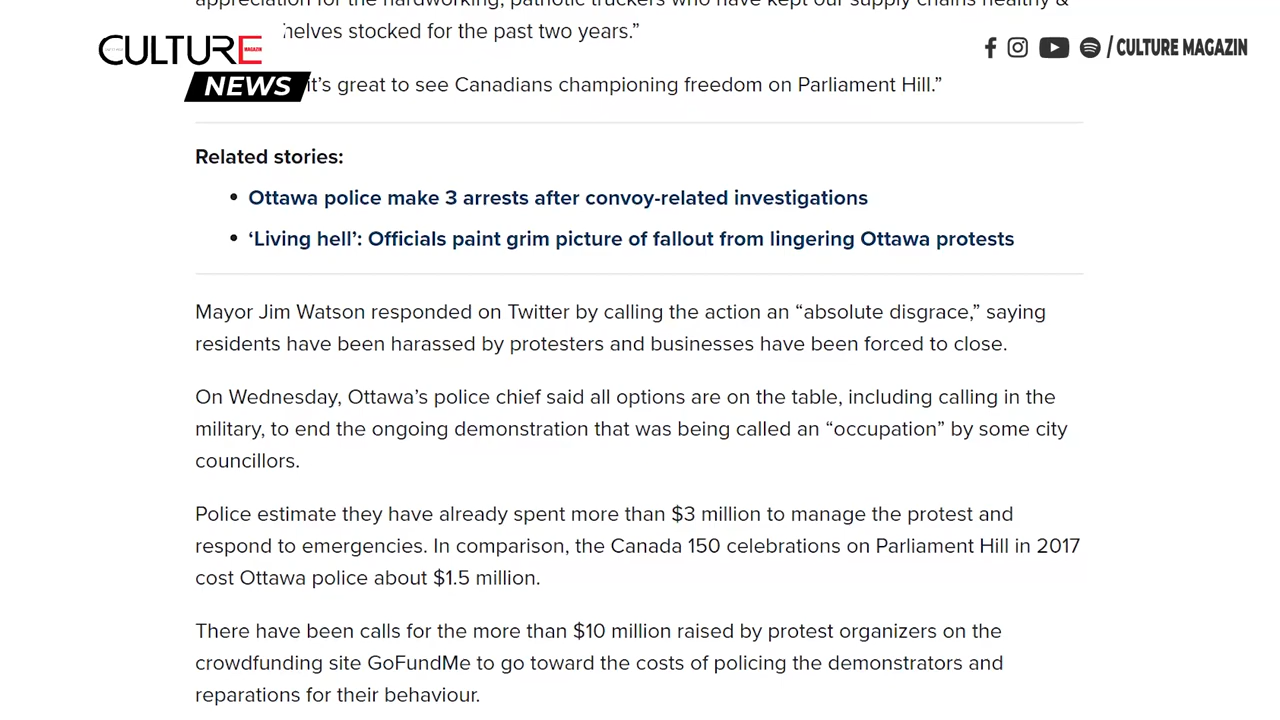 appreciation for the hardworking, patriotic truckers who have kept our supply chains healthy &
helves stocked for the past two years.”
CULTURE
MAGAZIN
/ CULTURE MAGAZIN
NEWS
it’s great to see Canadians championing freedom on Parliament Hill.”
Related stories:
• Ottawa police make 3 arrests after convoy-related investigations
• ‘Living hell’: Officials paint grim picture of fallout from lingering Ottawa protests
Mayor Jim Watson responded on Twitter by calling the action an “absolute disgrace,” saying
residents have been harassed by protesters and businesses have been forced to close.
On Wednesday, Ottawa’s police chief said all options are on the table, including calling in the
military, to end the ongoing demonstration that was being called an “occupation” by some city
councillors.
Police estimate they have already spent more than $3 million to manage the protest and
respond to emergencies. In comparison, the Canada 150 celebrations on Parliament Hill in 2017
cost Ottawa police about $1.5 million.
There have been calls for the more than $10 million raised by protest organizers on the
crowdfunding site GoFundMe to go toward the costs of policing the demonstrators and
reparations for their behaviour.